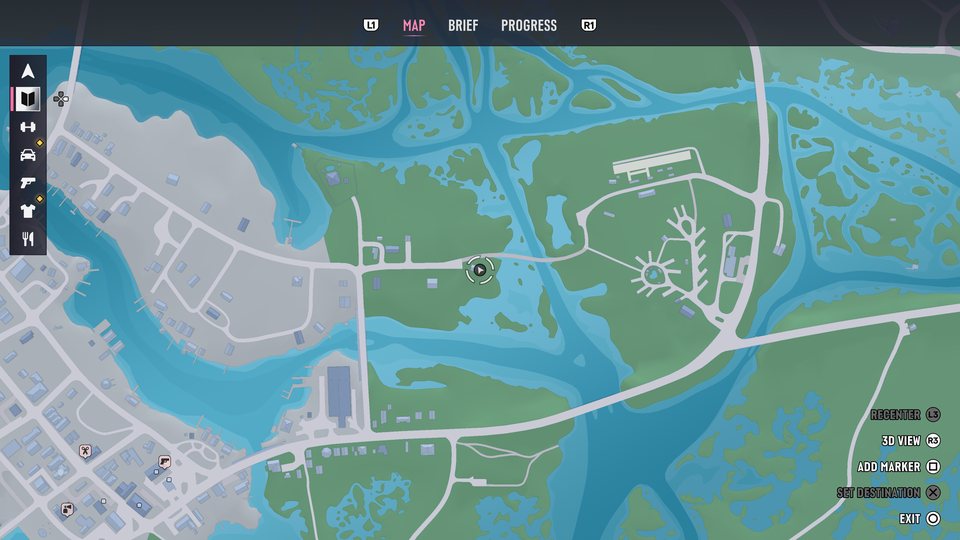 L1 MAP BRIEF PROGRESS R1
RECENTER L3
3D VIEW R3
ADD MARKER
SET DESTINATION
EXIT